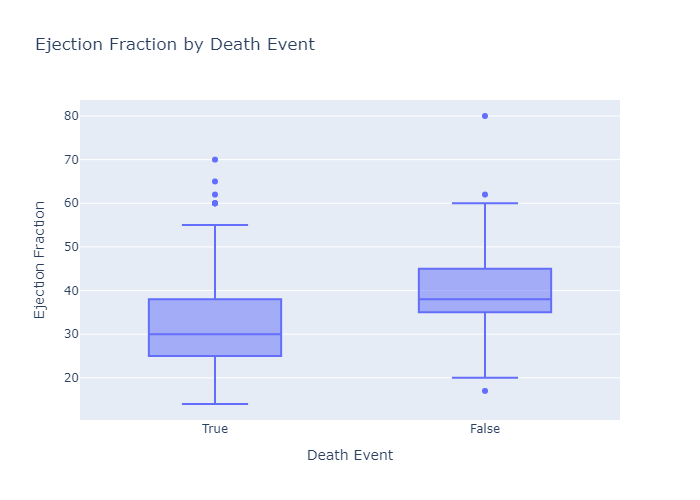 Ejection Fraction by Death Event
80
70
60
50
40
30
20
Ejection Fraction
True
False
Death Event